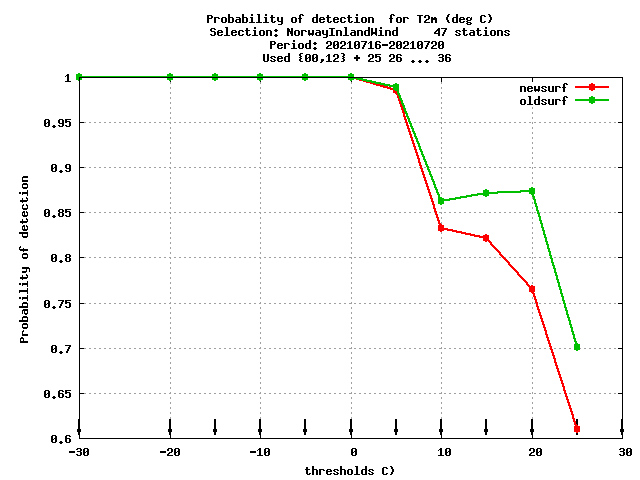 Probability of detection  for T2m (deg C)
Selection: NorwayInlandWind     47 stations
Period: 20210716-20210720
Used {00,12} + 25 26 ... 36
newsurf
oldsurf
Probability of detection
1
0.95
0.9
0.85
0.8
0.75
0.7
0.65
0.6
-30 -20 -10 0 10 20 30
thresholds C)